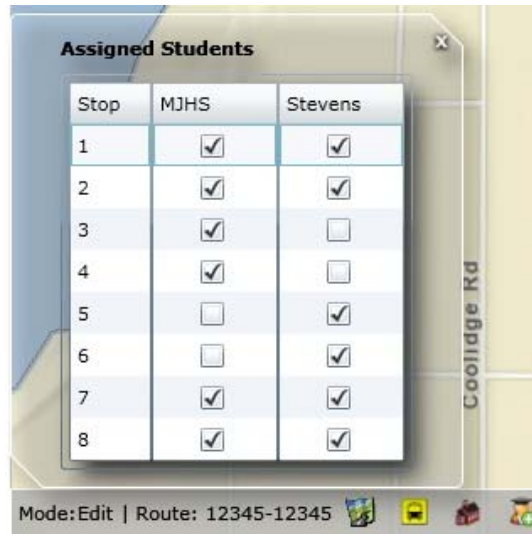 Assigned Students
x
Stop MJHS Stevens
1
2
3
4
5
6
7
8
Coolidge Rd
Mode:Edit | Route: 12345-12345